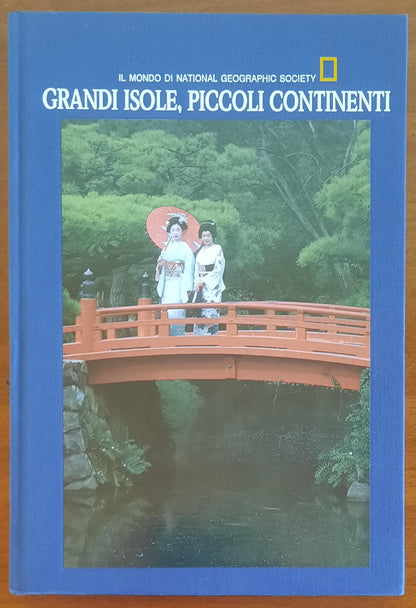 IL MONDO DI NATIONAL GEOGRAPHIC SOCIETY
GRANDI ISOLE, PICCOLI CONTINENTI